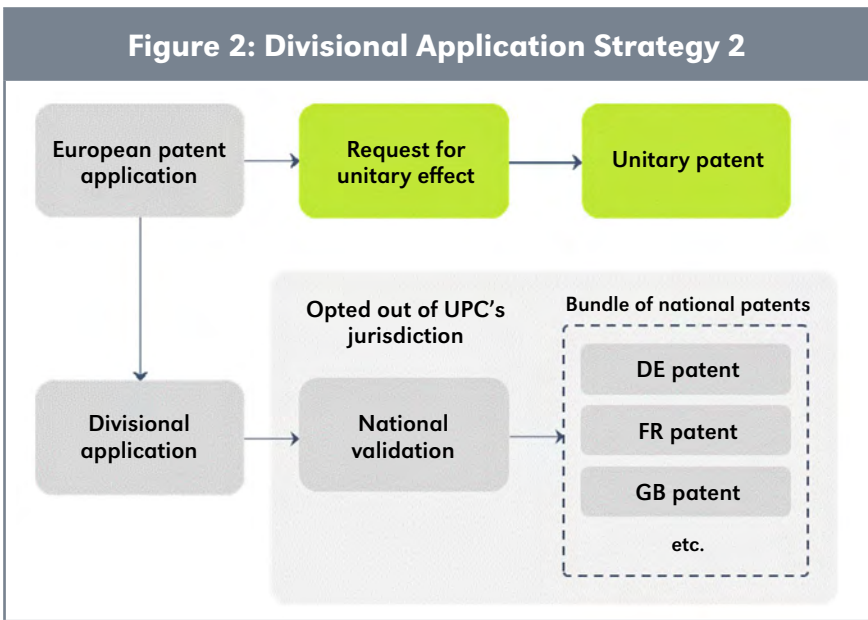 Figure 2: Divisional Application Strategy 2
European patent
application
Request for
unitary effect
Unitary patent
Opted out of UPC’s
jurisdiction
Bundle of national patents
Divisional
application
National
validation
DE patent
FR patent
GB patent
etc.